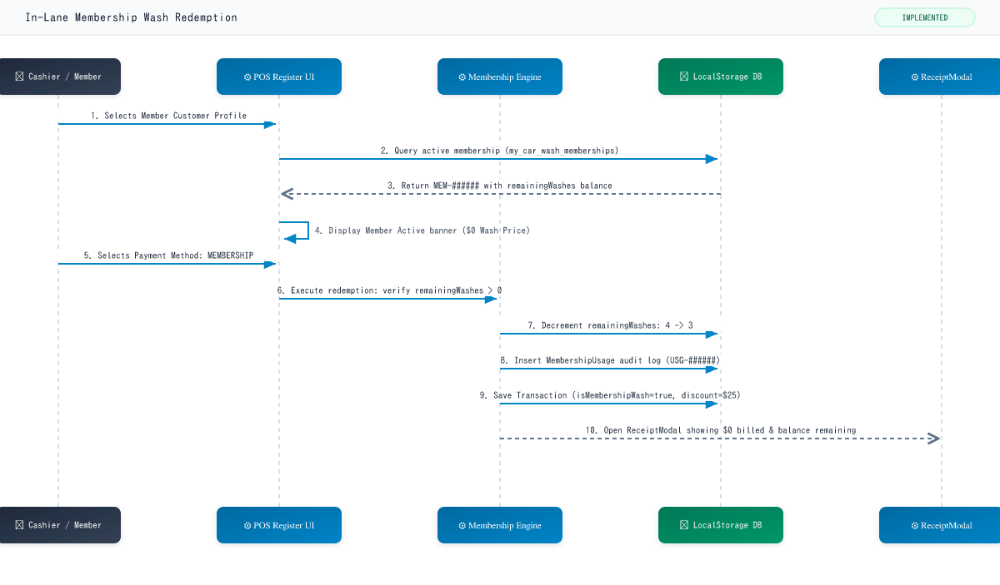 In-Lane Membership Wash Redemption
IMPLEMENTED
Cashier / Member
⚙ POS Register UI
⚙ Membership Engine
LocalStorage DB
⚙ ReceiptModal
1. Selects Member Customer Profile
2. Query active membership (my_car_wash_memberships)
3. Return MEM-###### with remainingWashes balance
4. Display Member Active banner ($0 Wash Price)
5. Selects Payment Method: MEMBERSHIP
6. Execute redemption: verify remainingWashes > 0
7. Decrement remainingWashes: 4 -> 3
8. Insert MembershipUsage audit log (USG-######)
9. Save Transaction (isMembershipWash=true, discount=$25)
10. Open ReceiptModal showing $0 billed & balance remaining
Cashier / Member
⚙ POS Register UI
⚙ Membership Engine
LocalStorage DB
⚙ ReceiptModal